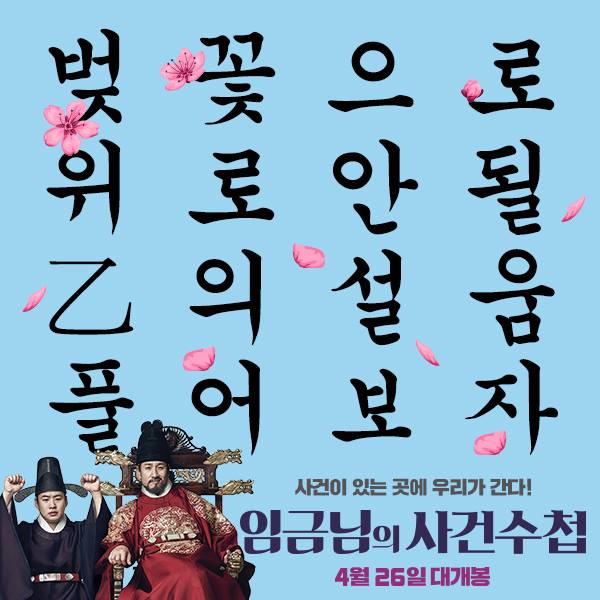 벚꽃으로
위로안될
乙의설움
풀어보자
사건이 있는 곳에 우리가 간다!
임금님의 사건수첩
4월 26일 대개봉